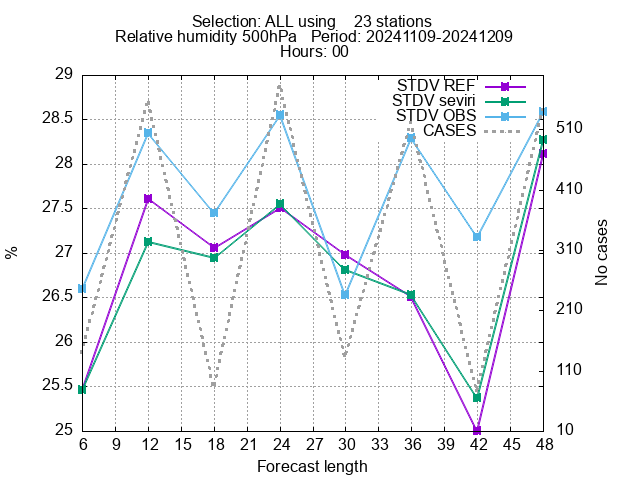 Selection: ALL using    23 stations
Relative humidity 500hPa   Period: 20241109-20241209
Hours: 00
STDV REF
STDV seviri
STDV OBS
CASES
29
28.5
28
27.5
27
26.5
26
25.5
25
%
510
410
310
210
110
10
No cases
6 9 12 15 18 21 24 27 30 33 36 39 42 45 48
Forecast length